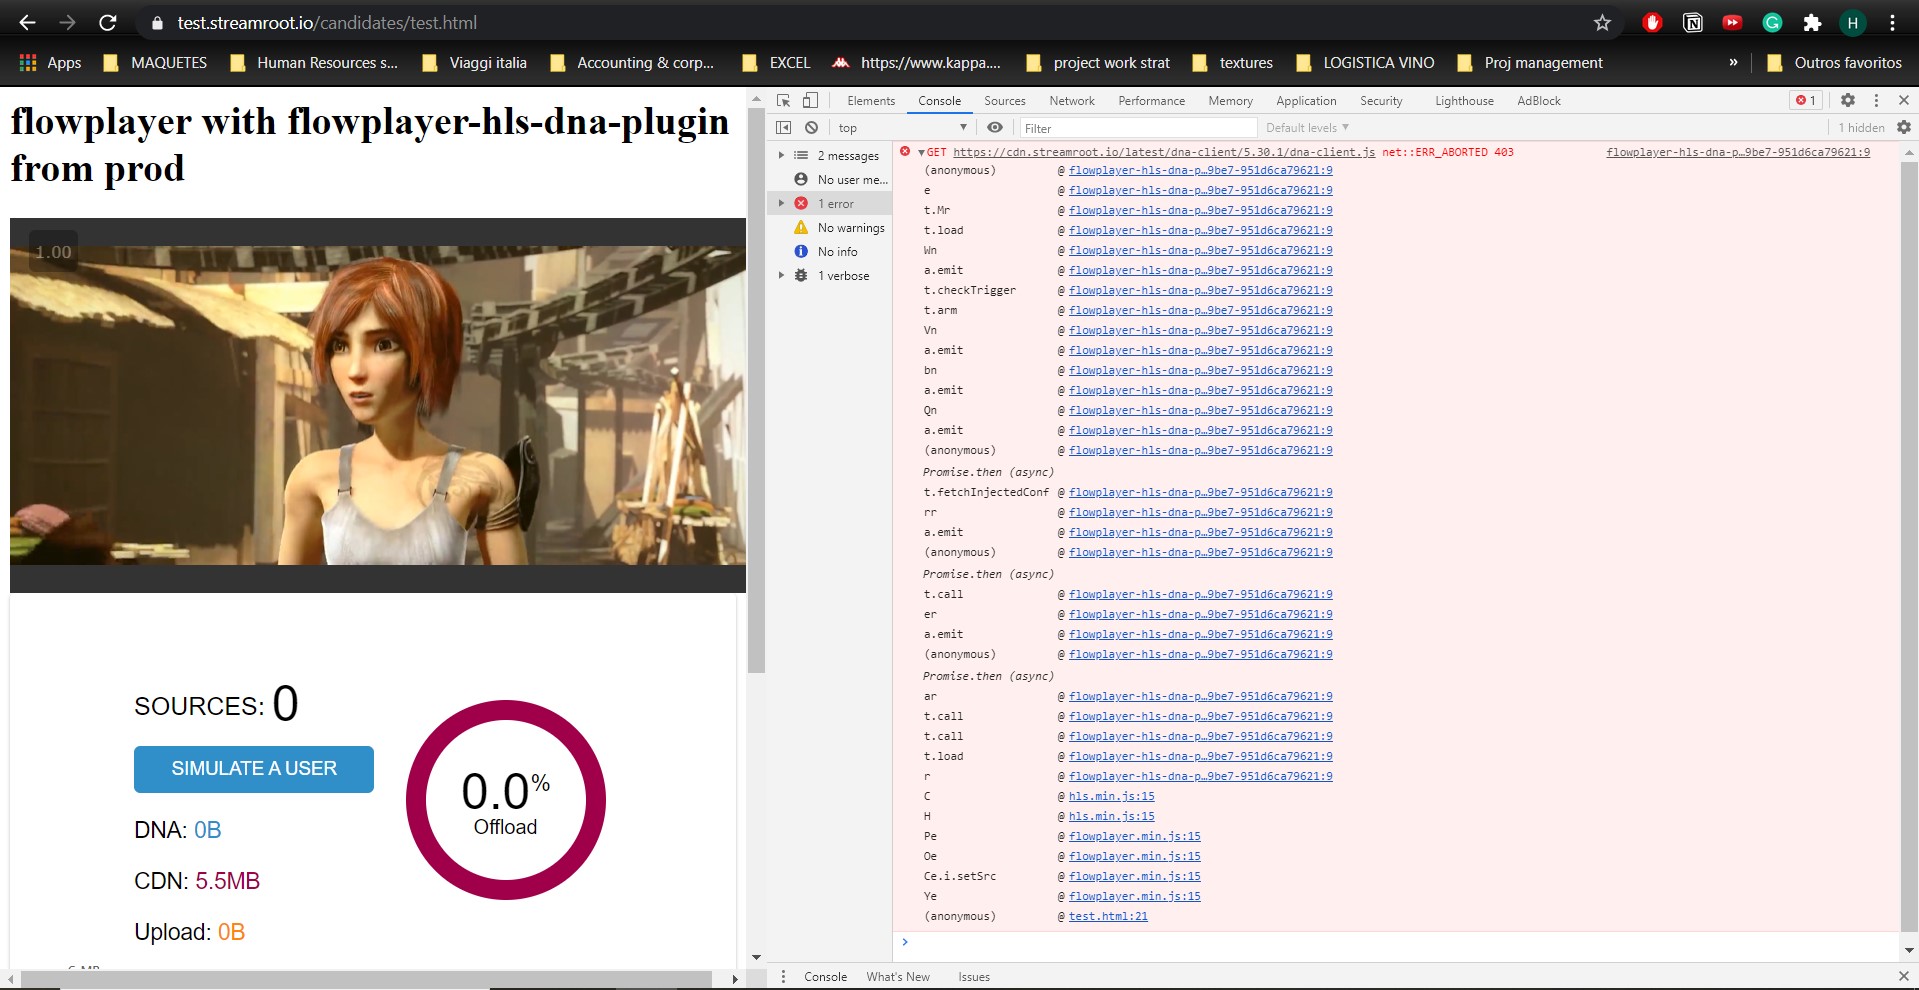 test.streamroot.io/candidates/test.html
H
Apps
MAQUETES
Human Resources s...
Viaggi italia
Accounting & corp...
EXCEL
https://www.kappa....
project work strat
textures
LOGISTICA VINO
Proj management
»
Outros favoritos
flowplayer with flowplayer-hls-dna-plugin
from prod
1.00
SOURCES: 0
SIMULATE A USER
DNA: 0B
CDN: 5.5MB
Upload: 0B
0.0%
Offload
Elements
Console
Sources
Network
Performance
Memory
Application
Security
Lighthouse
AdBlock
1
top
Filter
Default levels
1 hidden
2 messages
No user me...
1 error
No warnings
No info
1 verbose
GET https://cdn.streamroot.io/latest/dna-client/5.30.1/dna-client.js net::ERR_ABORTED 403 flowplayer-hls-dna-p…9be7-951d6ca79621:9
(anonymous) @ flowplayer-hls-dna-p…9be7-951d6ca79621:9
e @ flowplayer-hls-dna-p…9be7-951d6ca79621:9
t.Mr @ flowplayer-hls-dna-p…9be7-951d6ca79621:9
t.load @ flowplayer-hls-dna-p…9be7-951d6ca79621:9
Wn @ flowplayer-hls-dna-p…9be7-951d6ca79621:9
a.emit @ flowplayer-hls-dna-p…9be7-951d6ca79621:9
t.checkTrigger @ flowplayer-hls-dna-p…9be7-951d6ca79621:9
t.arm @ flowplayer-hls-dna-p…9be7-951d6ca79621:9
Vn @ flowplayer-hls-dna-p…9be7-951d6ca79621:9
a.emit @ flowplayer-hls-dna-p…9be7-951d6ca79621:9
bn @ flowplayer-hls-dna-p…9be7-951d6ca79621:9
a.emit @ flowplayer-hls-dna-p…9be7-951d6ca79621:9
Qn @ flowplayer-hls-dna-p…9be7-951d6ca79621:9
a.emit @ flowplayer-hls-dna-p…9be7-951d6ca79621:9
(anonymous) @ flowplayer-hls-dna-p…9be7-951d6ca79621:9
Promise.then (async)
t.fetchInjectedConf @ flowplayer-hls-dna-p…9be7-951d6ca79621:9
rr @ flowplayer-hls-dna-p…9be7-951d6ca79621:9
a.emit @ flowplayer-hls-dna-p…9be7-951d6ca79621:9
(anonymous) @ flowplayer-hls-dna-p…9be7-951d6ca79621:9
Promise.then (async)
t.call @ flowplayer-hls-dna-p…9be7-951d6ca79621:9
er @ flowplayer-hls-dna-p…9be7-951d6ca79621:9
a.emit @ flowplayer-hls-dna-p…9be7-951d6ca79621:9
(anonymous) @ flowplayer-hls-dna-p…9be7-951d6ca79621:9
Promise.then (async)
ar @ flowplayer-hls-dna-p…9be7-951d6ca79621:9
t.call @ flowplayer-hls-dna-p…9be7-951d6ca79621:9
t.call @ flowplayer-hls-dna-p…9be7-951d6ca79621:9
t.load @ flowplayer-hls-dna-p…9be7-951d6ca79621:9
r @ flowplayer-hls-dna-p…9be7-951d6ca79621:9
C @ hls.min.js:15
H @ hls.min.js:15
Pe @ flowplayer.min.js:15
Oe @ flowplayer.min.js:15
Ce.i.setSrc @ flowplayer.min.js:15
Ye @ flowplayer.min.js:15
(anonymous) @ test.html:21
Console
What's New
Issues